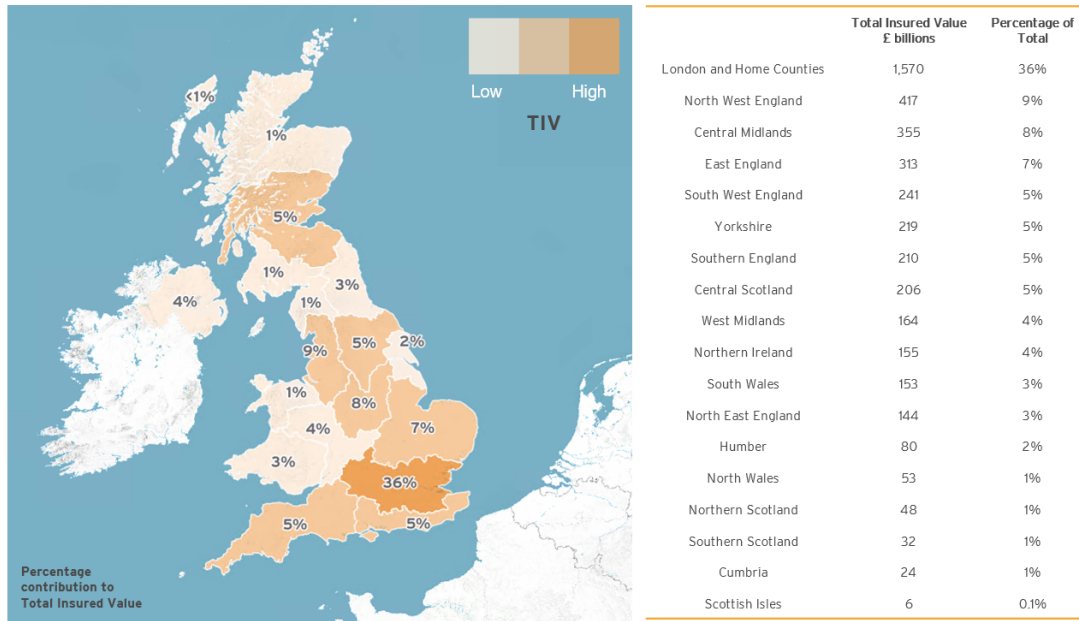 Low High
TIV
<1%
1%
5%
1%
3%
4%
1%
9%
5%
2%
1%
8%
4%
7%
3%
36%
5%
5%
Percentage
contribution to
Total Insured Value
Total Insured Value Percentage of
£ billions Total
London and Home Counties 1,570 36%
North West England 417 9%
Central Midlands 355 8%
East England 313 7%
South West England 241 5%
Yorkshire 219 5%
Southern England 210 5%
Central Scotland 206 5%
West Midlands 164 4%
Northern Ireland 155 4%
South Wales 153 3%
North East England 144 3%
Humber 80 2%
North Wales 53 1%
Northern Scotland 48 1%
Southern Scotland 32 1%
Cumbria 24 1%
Scottish Isles 6 0.1%